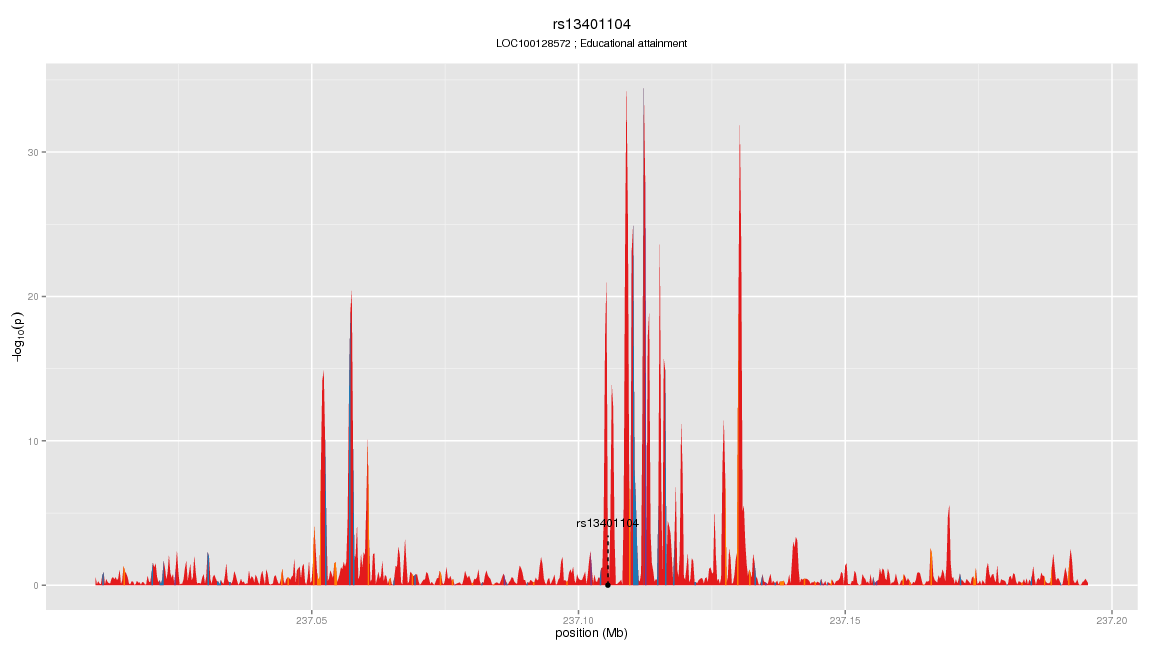 rs13401104
LOC100128572 ; Educational attainment
30
20
10
0
−log10(p)
rs13401104
237.05
237.10
237.15
237.20
position (Mb)